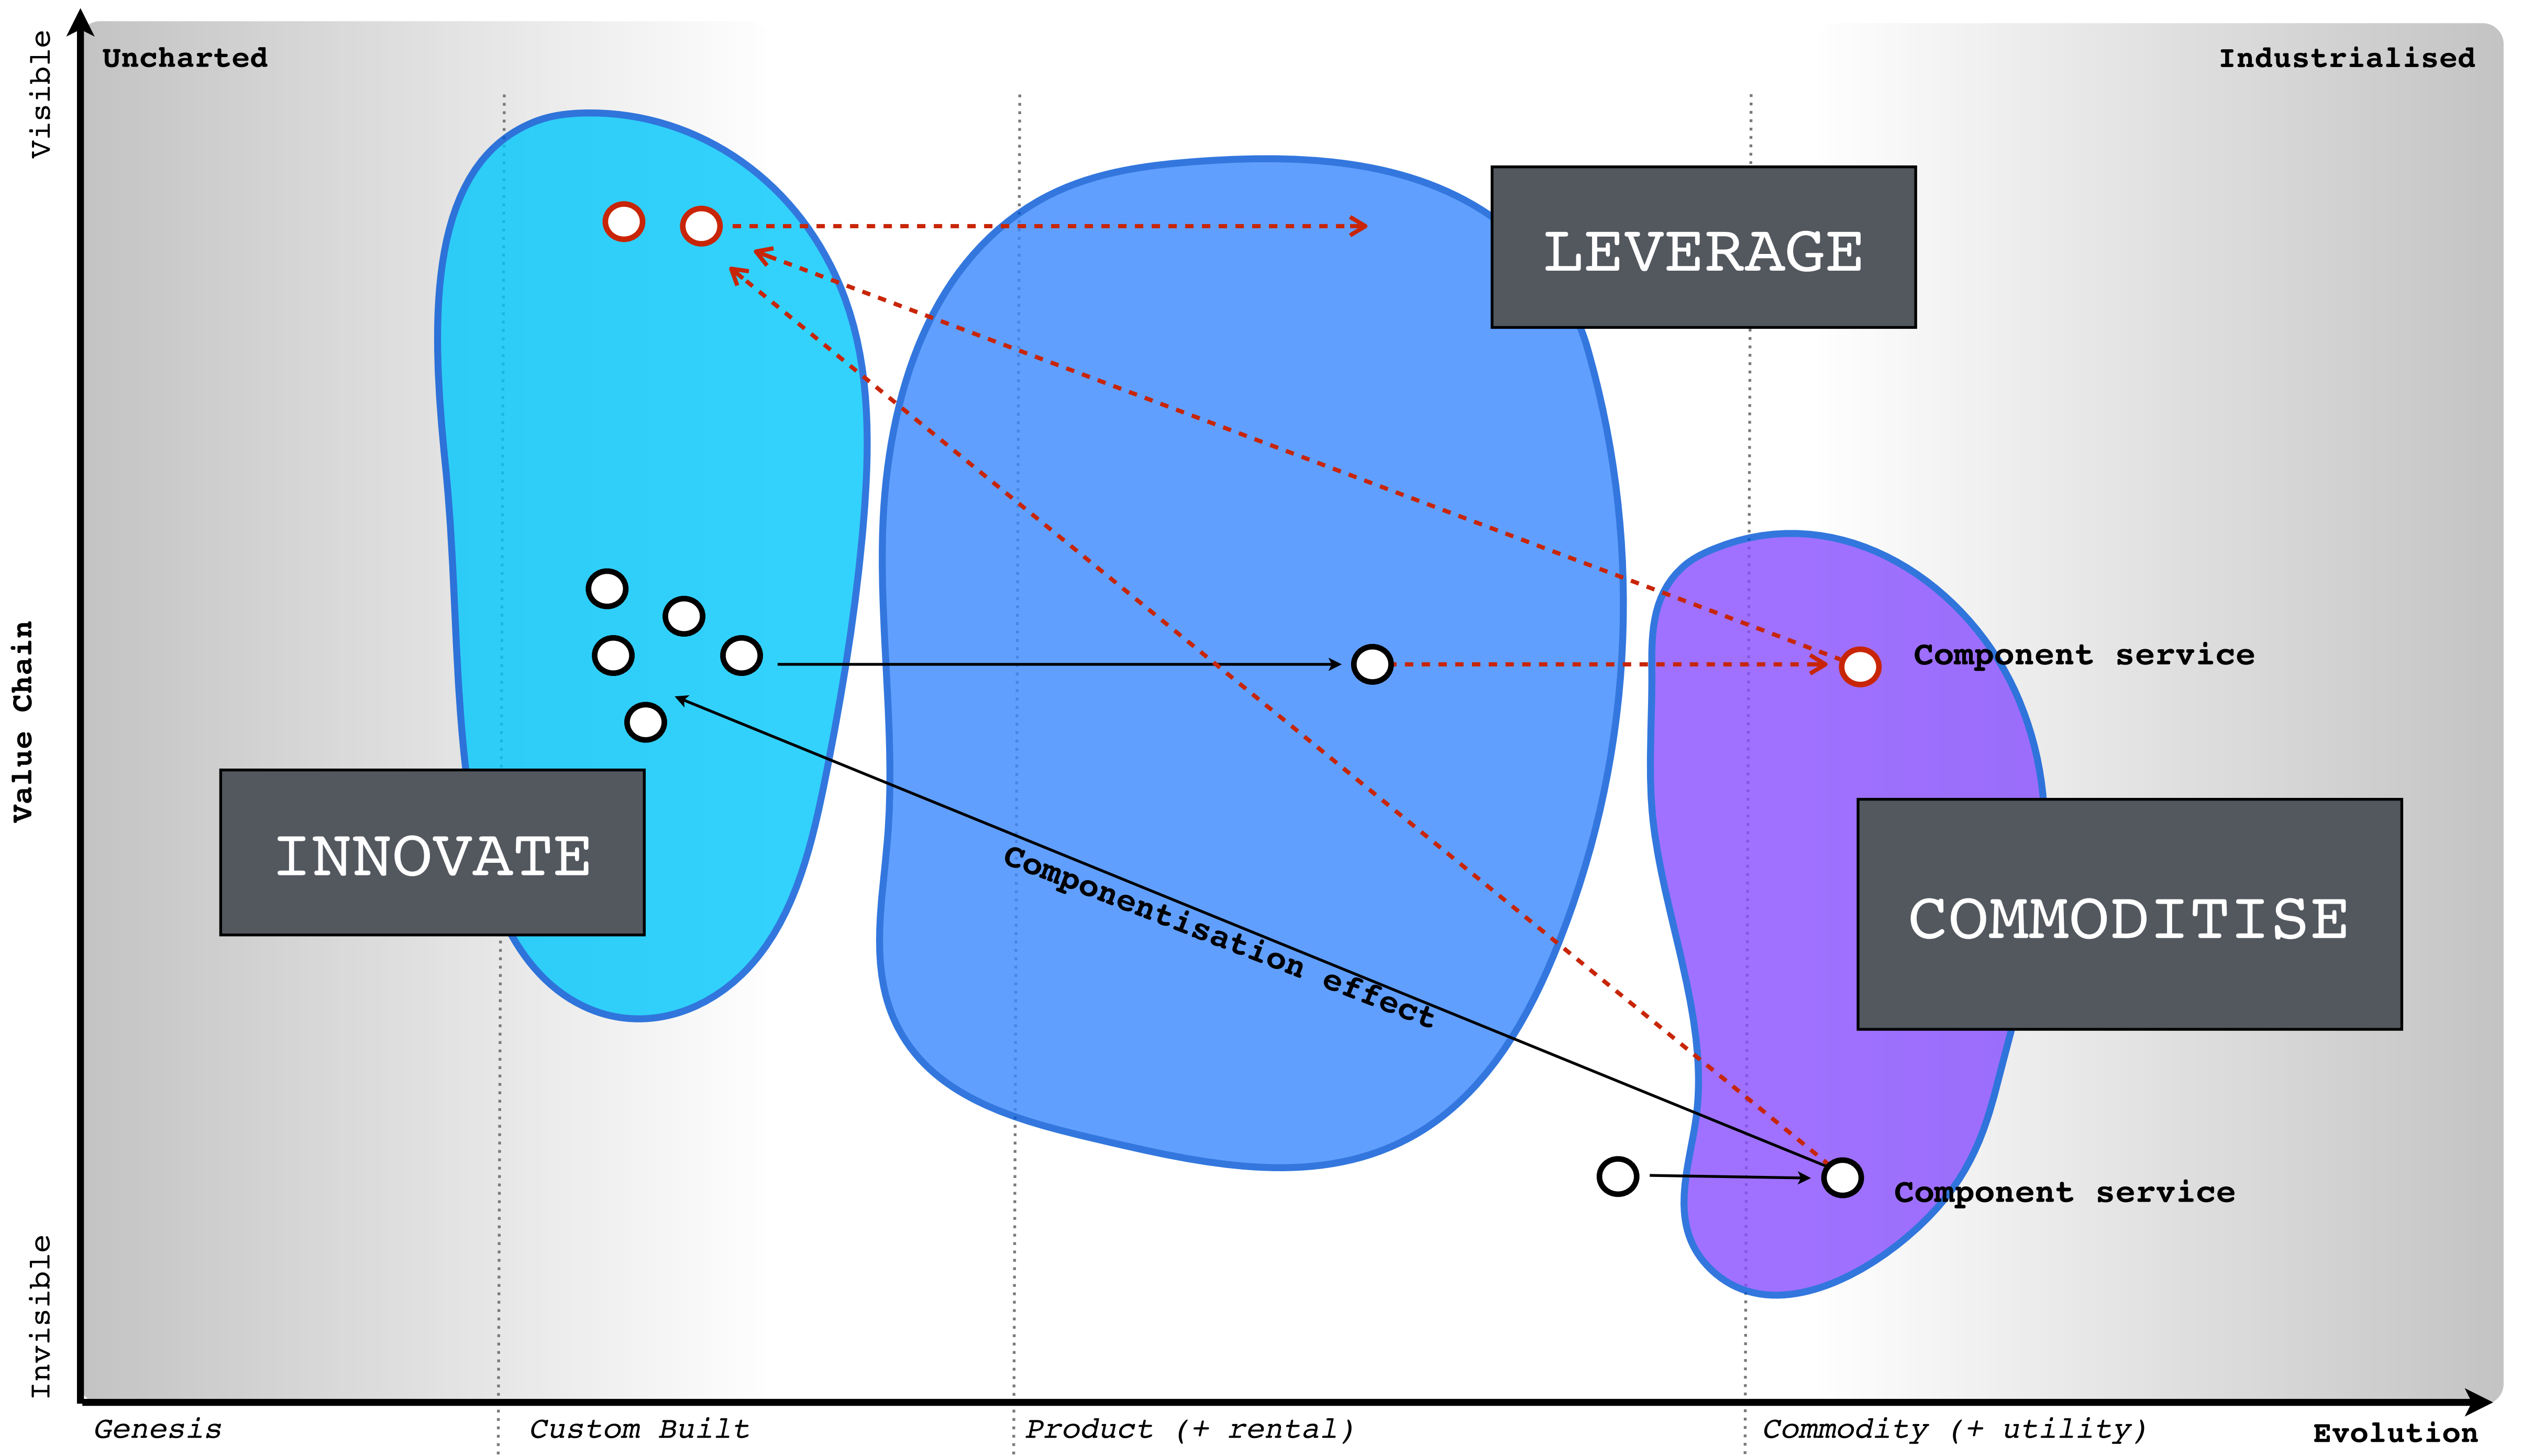 Uncharted
Industrialised
Visible
LEVERAGE
Component service
Value Chain
INNOVATE
COMMODITISE
Componentisation effect
Component service
Invisible
Genesis
Custom Built
Product (+ rental)
Commodity (+ utility)
Evolution